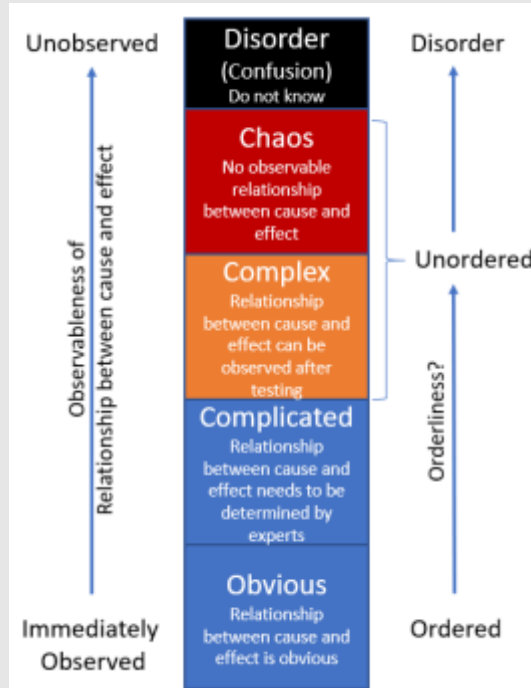 Unobserved
Observableness of
Relationship between cause and effect
Immediately
Observed
Disorder
(Confusion)
Do not know
Chaos
No observable
relationship
between cause and
effect
Complex
Relationship
between cause and
effect can be
observed after
testing
Complicated
Relationship
between cause and
effect needs to be
determined by
experts
Obvious
Relationship
between cause and
effect is obvious
Disorder
Unordered
Orderliness?
Ordered